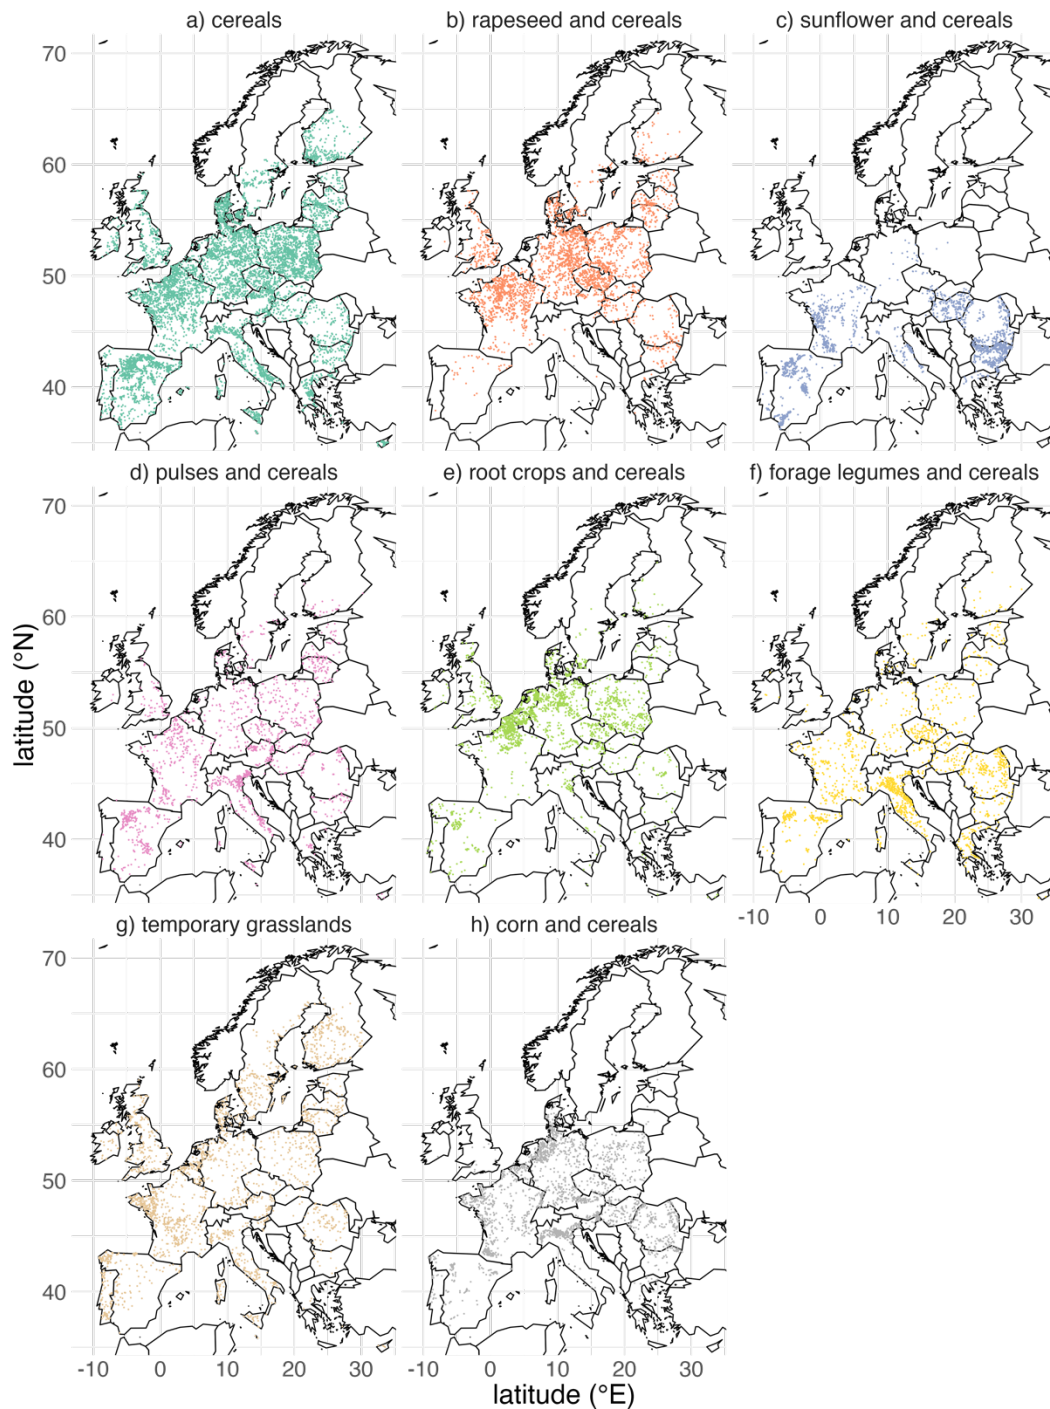 a) cereals
b) rapeseed and cereals
c) sunflower and cereals
70
60
50
40
d) pulses and cereals
e) root crops and cereals
f) forage legumes and cereals
70
60
50
40
-10 0 10 20 30
g) temporary grasslands
h) corn and cereals
70
60
50
40
-10 0 10 20 30
0 10 20 30
latitude (°N)
latitude (°E)